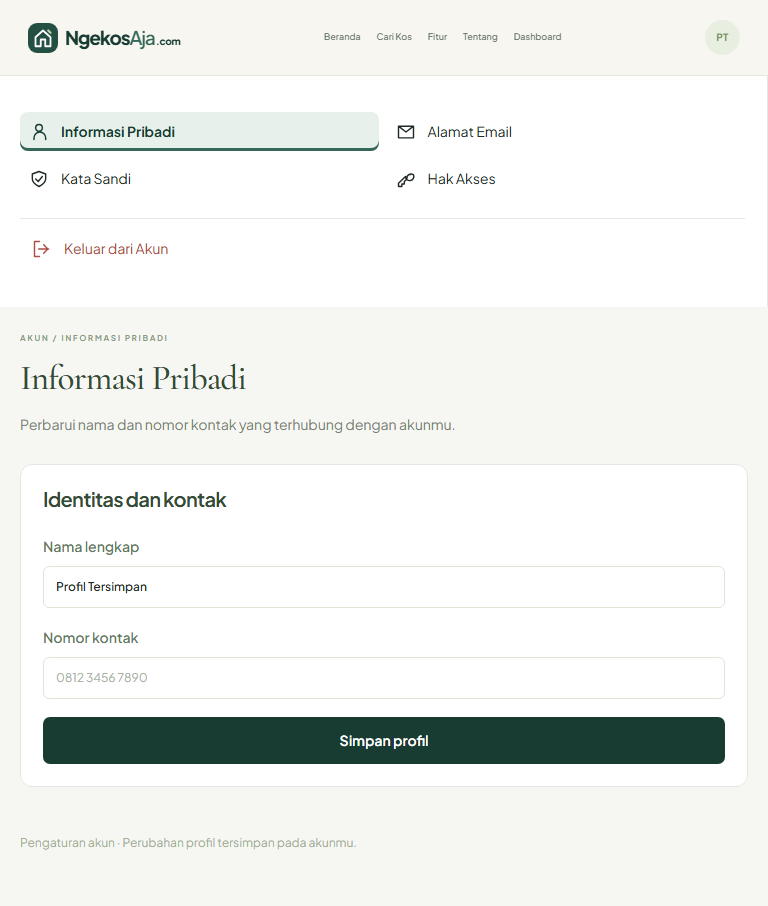 NgekosAja.com
Beranda Cari Kos Fitur Tentang Dashboard
PT
Informasi Pribadi
Alamat Email
Kata Sandi
Hak Akses
Keluar dari Akun
AKUN / INFORMASI PRIBADI
Informasi Pribadi
Perbarui nama dan nomor kontak yang terhubung dengan akunmu.
Identitas dan kontak
Nama lengkap
Profil Tersimpan
Nomor kontak
0812 3456 7890
Simpan profil
Pengaturan akun · Perubahan profil tersimpan pada akunmu.